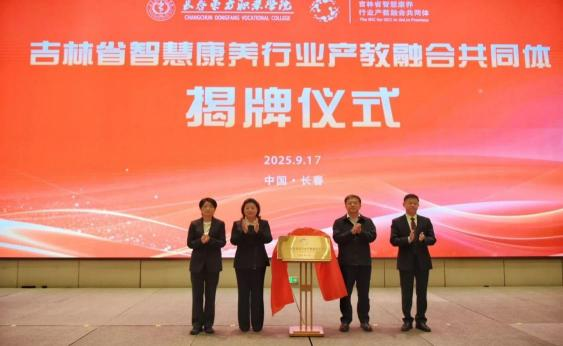 长春东方职业学院
CHANGCHUN DONGFANG VOCATIONAL COLLEGE
吉林省智慧康养
行业产教融合共同体
吉林省智慧康养行业产教融合共同体
揭牌仪式
2025.9.17
中国·长春